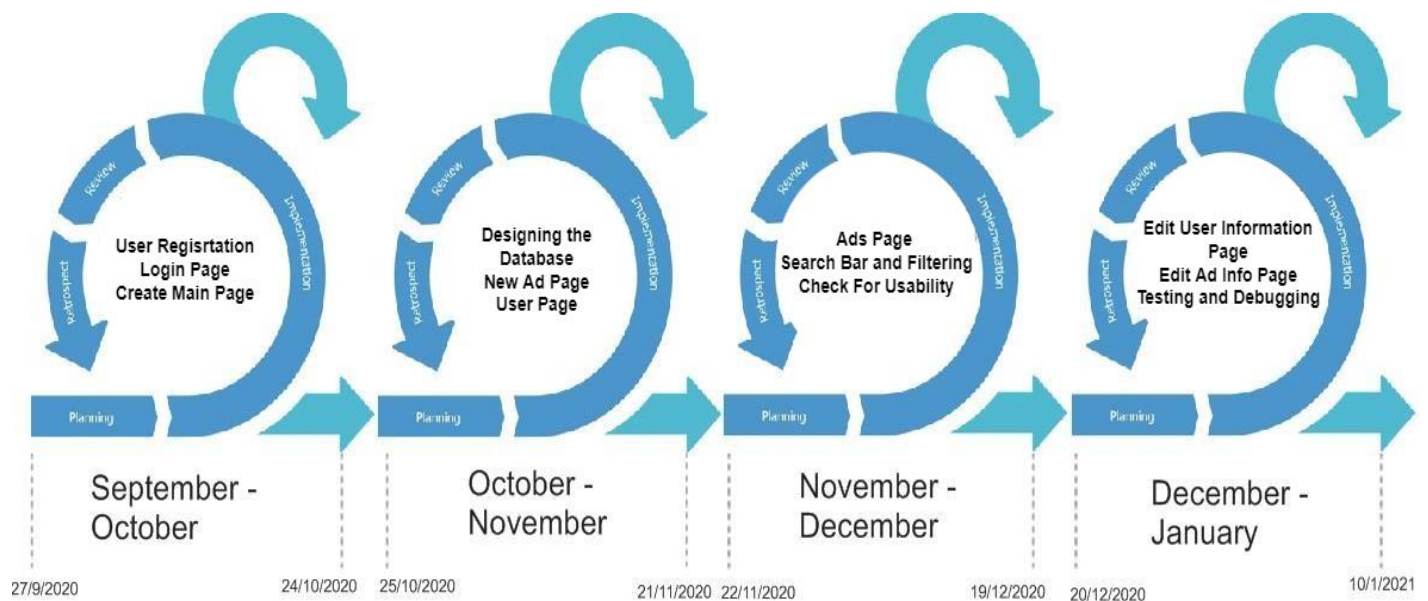 Review
Implementation
Retrospect
User Regisrtation
Login Page
Create Main Page
Planning
September -
October
27/9/2020
24/10/2020
Review
Implementation
Retrospect
Designing the
Database
New Ad Page
User Page
Planning
October -
November
25/10/2020
21/11/2020
Review
Implementation
Retrospect
Ads Page
Search Bar and Filtering
Check For Usability
Planning
November -
December
22/11/2020
19/12/2020
Review
Implementation
Retrospect
Edit User Information
Page
Edit Ad Info Page
Testing and Debugging
Planning
December -
January
20/12/2020
10/1/2021